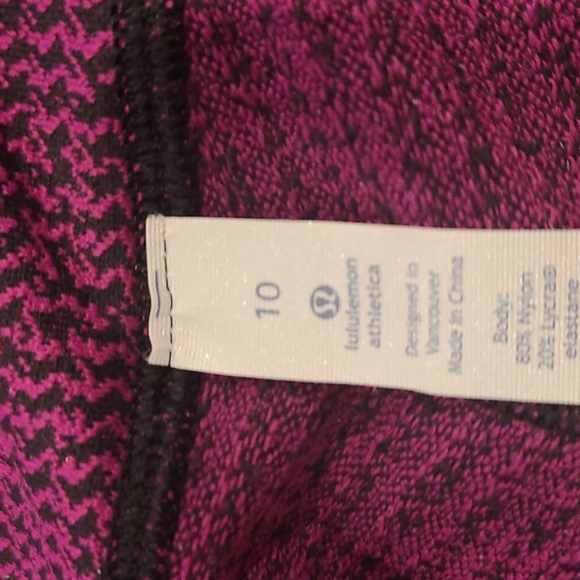 10
lululemon
athletica
Designed in
Vancouver
Made in China
Body:
80% Nylon
20% Lycra®
elastane